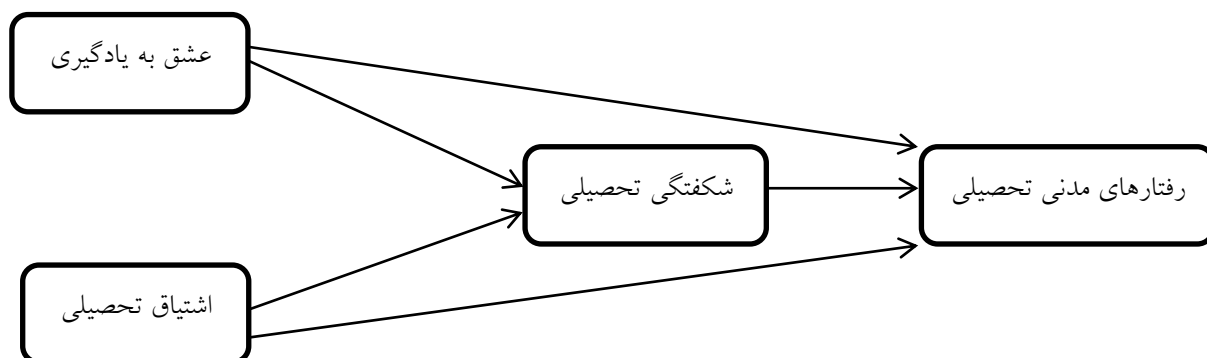 عشق به یادگیری
شکفتگی تحصیلی
رفتارهای مدنی تحصیلی
اشتیاق تحصیلی